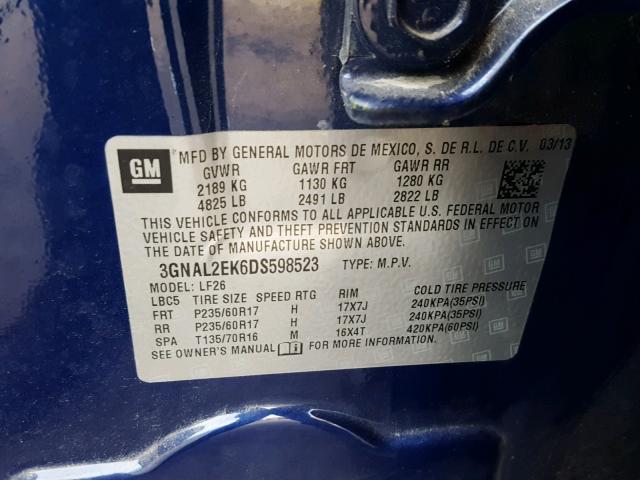 MFD BY GENERAL MOTORS DE MEXICO, S. DE R.L. DE C.V. 03/13
GM
GVWR GAWR FRT GAWR RR
2189 KG 1130 KG 1280 KG
4825 LB 2491 LB 2822 LB
THIS VEHICLE CONFORMS TO ALL APPLICABLE U.S. FEDERAL MOTOR
VEHICLE SAFETY AND THEFT PREVENTION STANDARDS IN EFFECT ON
THE DATE OF MANUFACTURE SHOWN ABOVE.
3GNAL2EK6DS598523 TYPE: M.P.V.
MODEL: LF26
LBC5 TIRE SIZE SPEED RTG RIM COLD TIRE PRESSURE
FRT P235/60R17 H 17X7J 240KPA(35PSI)
RR P235/60R17 H 17X7J 240KPA(35PSI)
SPA T135/70R16 M 16X4T 420KPA(60PSI)
SEE OWNER'S MANUAL FOR MORE INFORMATION.